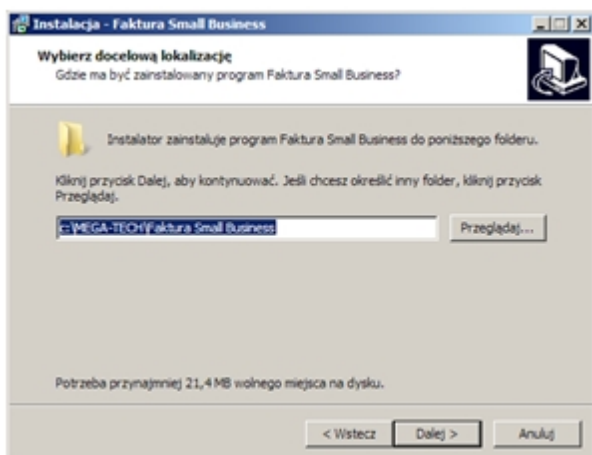 Instalacja - Faktura Small Business
Wybierz docelową lokalizację
Gdzie ma być zainstalowany program Faktura Small Business?
Instalator zainstaluje program Faktura Small Business do poniższego folderu.
Kliknij przycisk Dalej, aby kontynuować. Jeśli chcesz określić inny folder, kliknij przycisk
Przeglądaj.
c:\MEGA-TECH\Faktura Small Business
Przeglądaj...
Potrzeba przynajmniej 21,4 MB wolnego miejsca na dysku.
< Wstecz
Dalej >
Anuluj